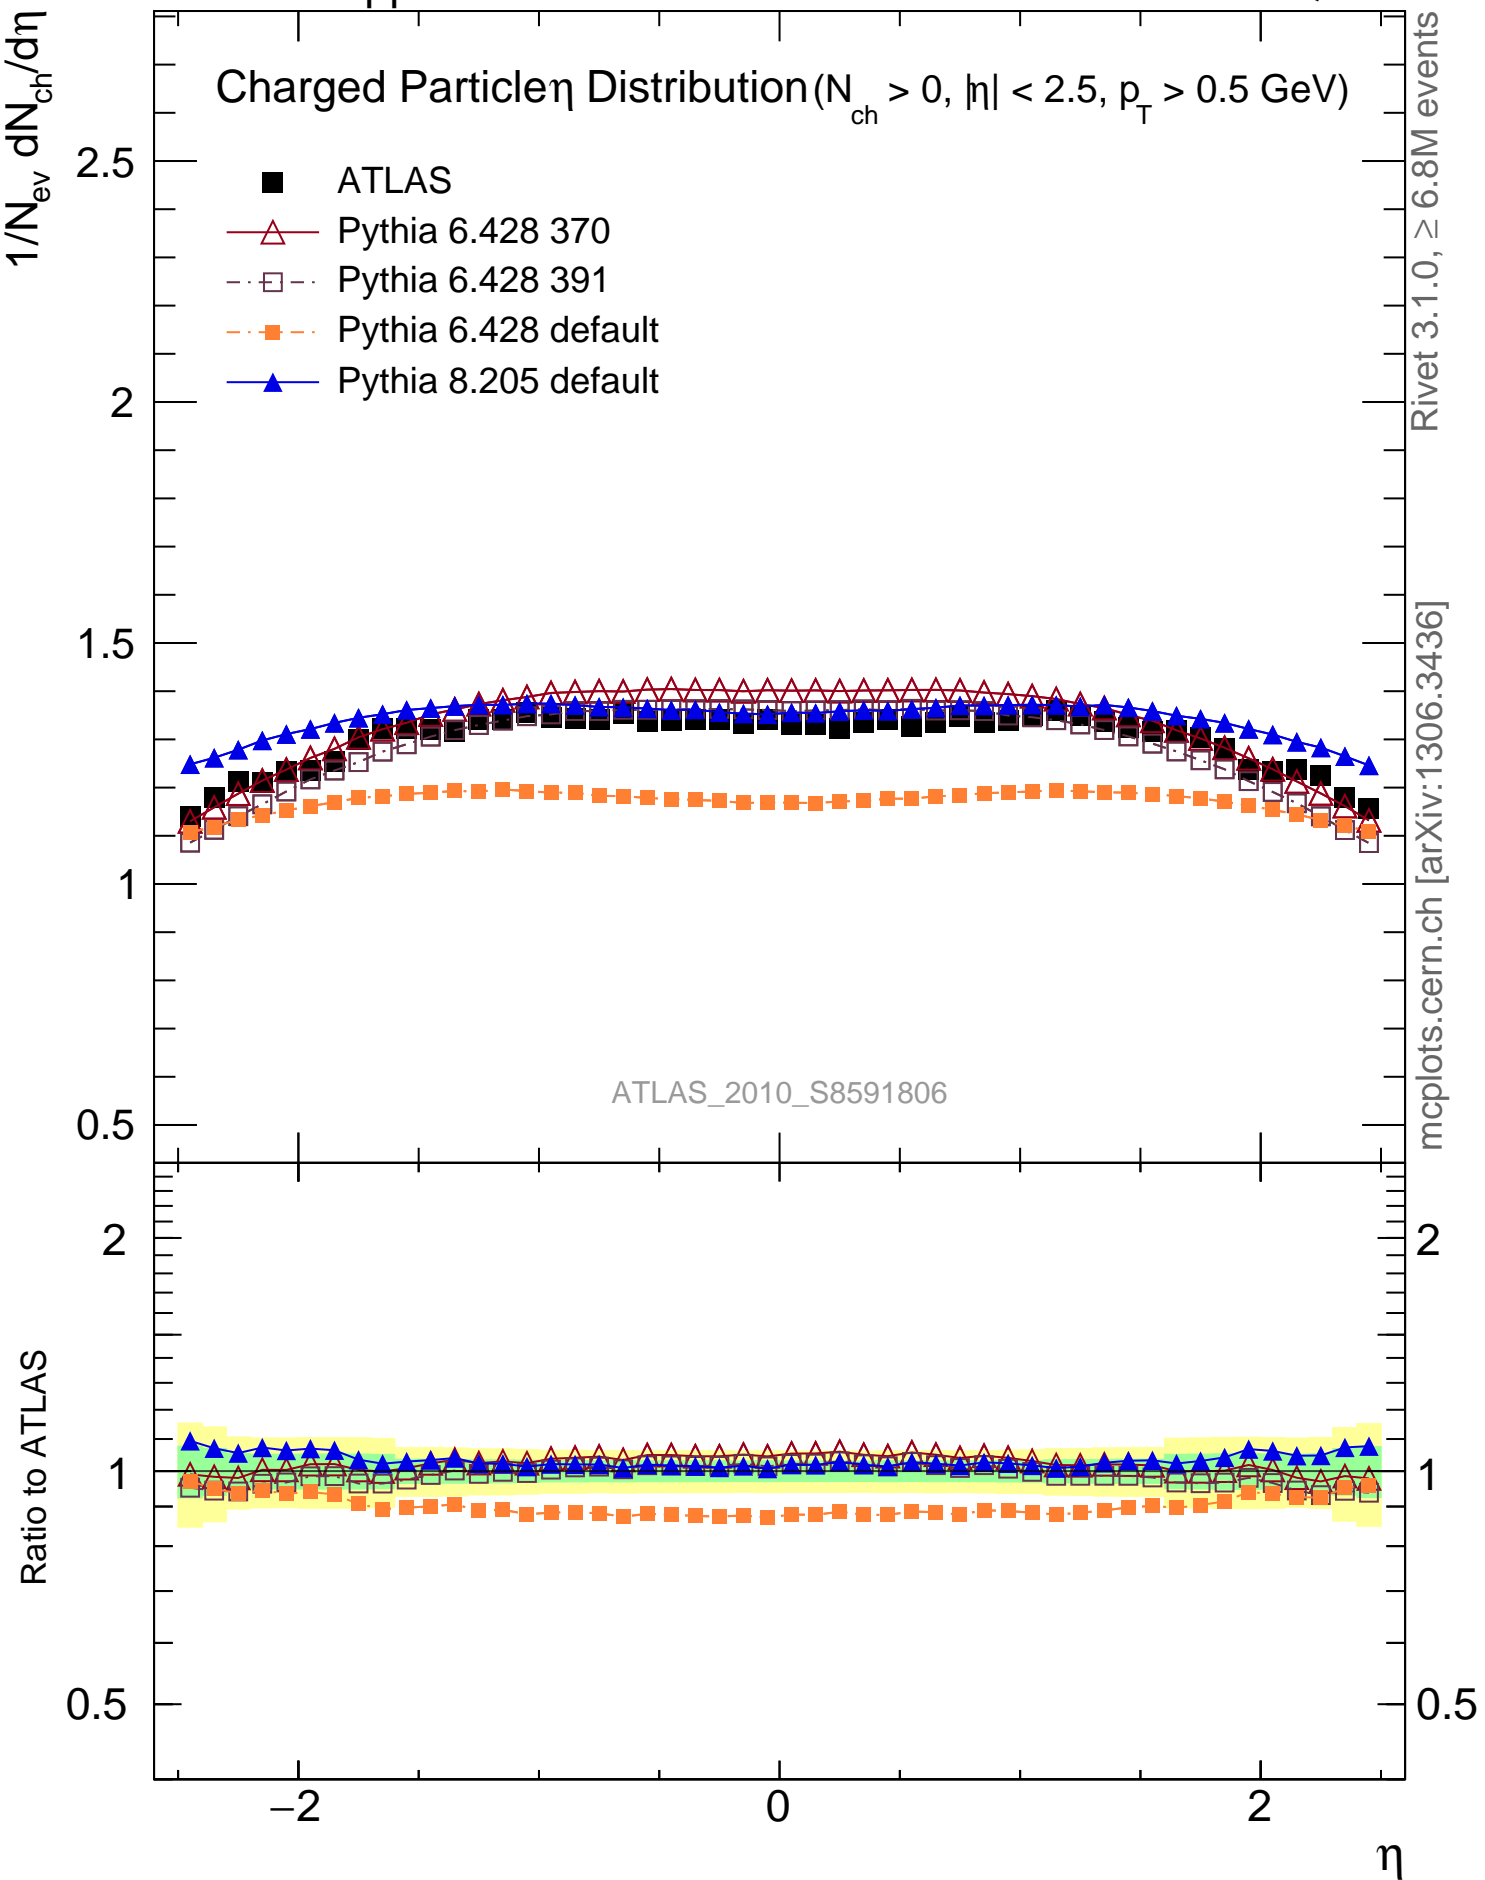 Charged Particle η Distribution (N_ch > 0, |η| < 2.5, p_T > 0.5 GeV)
1/N_ev dN_ch/dη
ATLAS
Pythia 6.428 370
Pythia 6.428 391
Pythia 6.428 default
Pythia 8.205 default
2.5
2
1.5
1
0.5
ATLAS_2010_S8591806
Rivet 3.1.0, ≥ 6.8M events
mcplots.cern.ch [arXiv:1306.3436]
Ratio to ATLAS
2
1
0.5
2
1
0.5
−2
0
2
η